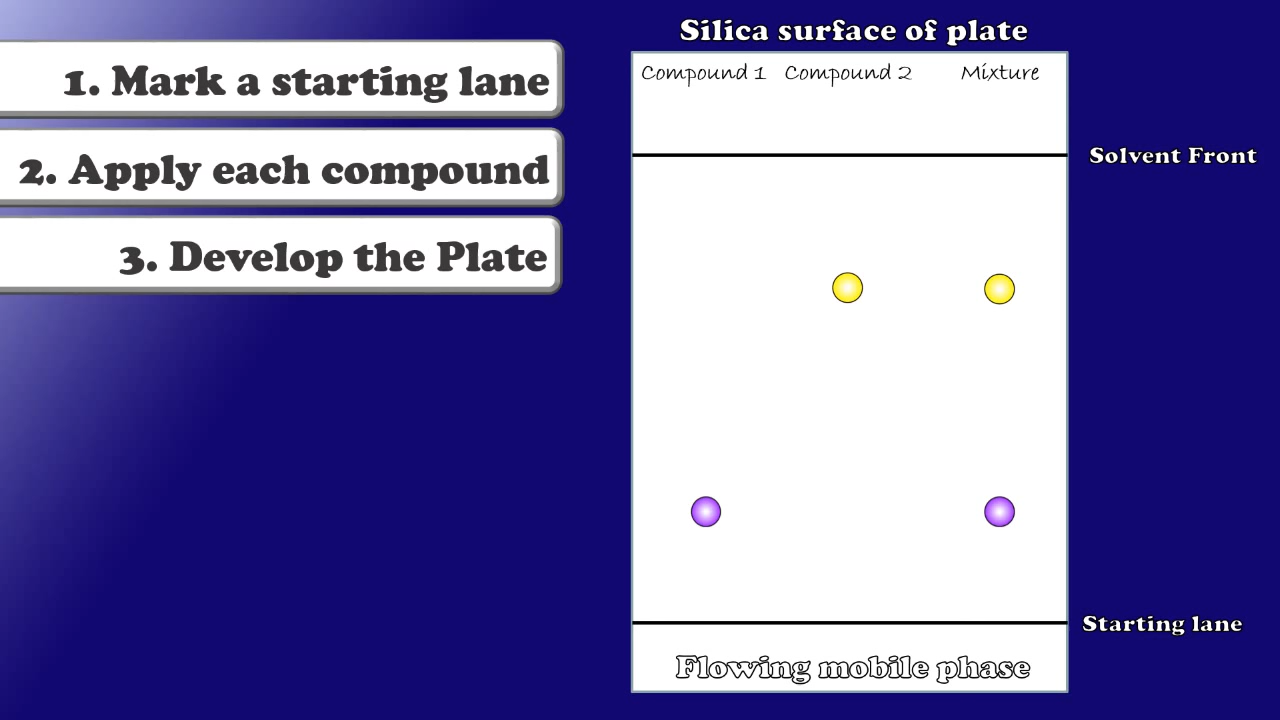 1. Mark a starting lane
2. Apply each compound
3. Develop the Plate
Silica surface of plate
Compound 1 Compound 2 Mixture
Solvent Front
Starting lane
Flowing mobile phase